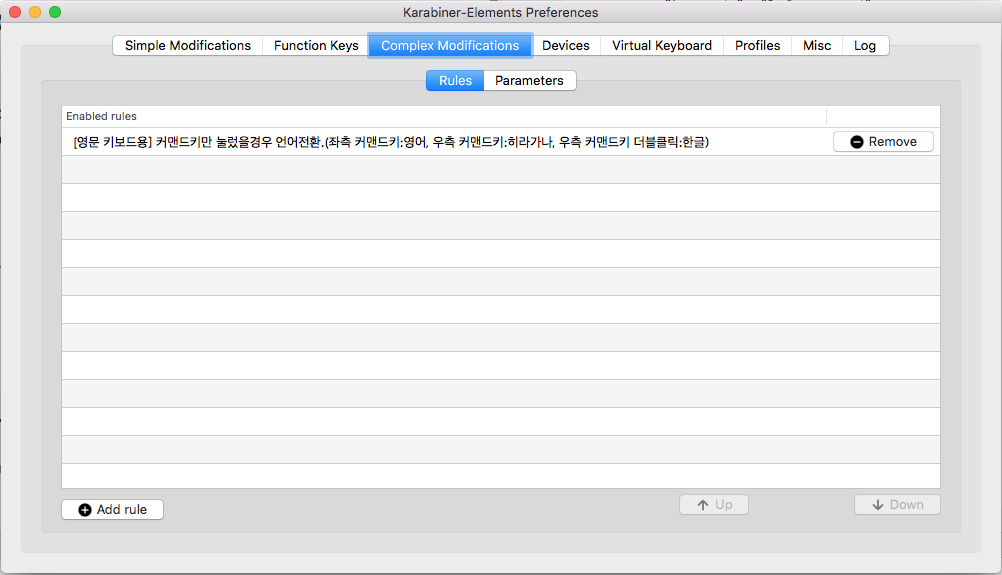 Karabiner-Elements Preferences
Simple Modifications Function Keys Complex Modifications Devices Virtual Keyboard Profiles Misc Log
Rules Parameters
Enabled rules
[영문 키보드용] 커맨드키만 눌렀을경우 언어전환.(좌측 커맨드키:영어, 우측 커맨드키:히라가나, 우측 커맨드키 더블클릭:한글) Remove
Add rule Up Down